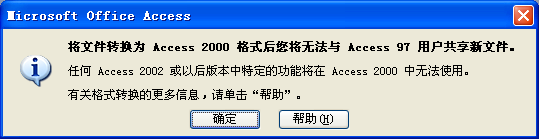 Microsoft Office Access
将文件转换为 Access 2000 格式后您将无法与 Access 97 用户共享新文件。
任何 Access 2002 或以后版本中特定的功能将在 Access 2000 中无法使用。
有关格式转换的更多信息，请单击“帮助”。
确定 帮助(H)